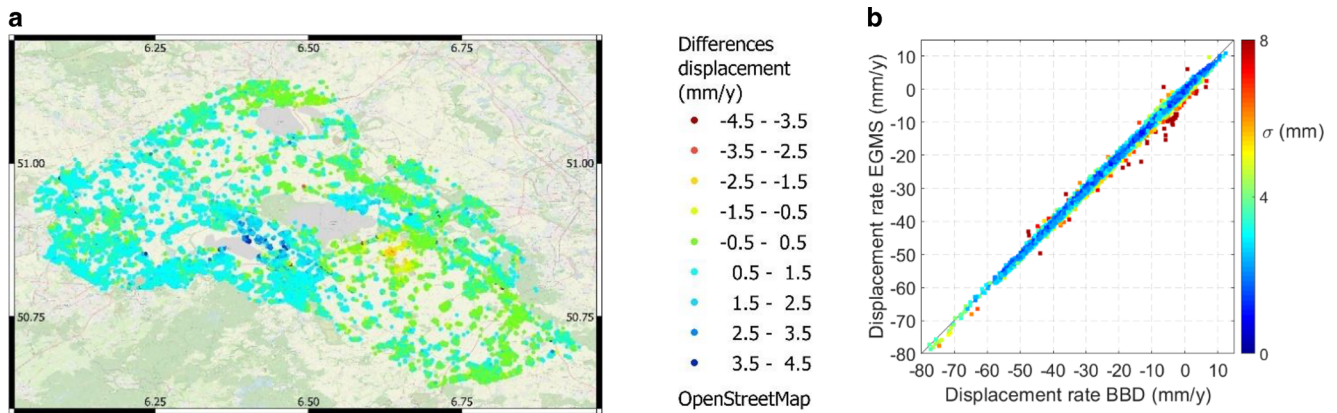 a
6.25 6.50 6.75
51.00 51.00
50.75 50.75
6.25 6.50 6.75
Differences
displacement
(mm/y)
-4.5 - -3.5
-3.5 - -2.5
-2.5 - -1.5
-1.5 - -0.5
-0.5 - 0.5
0.5 - 1.5
1.5 - 2.5
2.5 - 3.5
3.5 - 4.5
OpenStreetMap
b
Displacement rate EGMS (mm/y)
10
0
-10
-20
-30
-40
-50
-60
-70
-80
-80 -70 -60 -50 -40 -30 -20 -10 0 10
Displacement rate BBD (mm/y)
8
4
0
σ (mm)